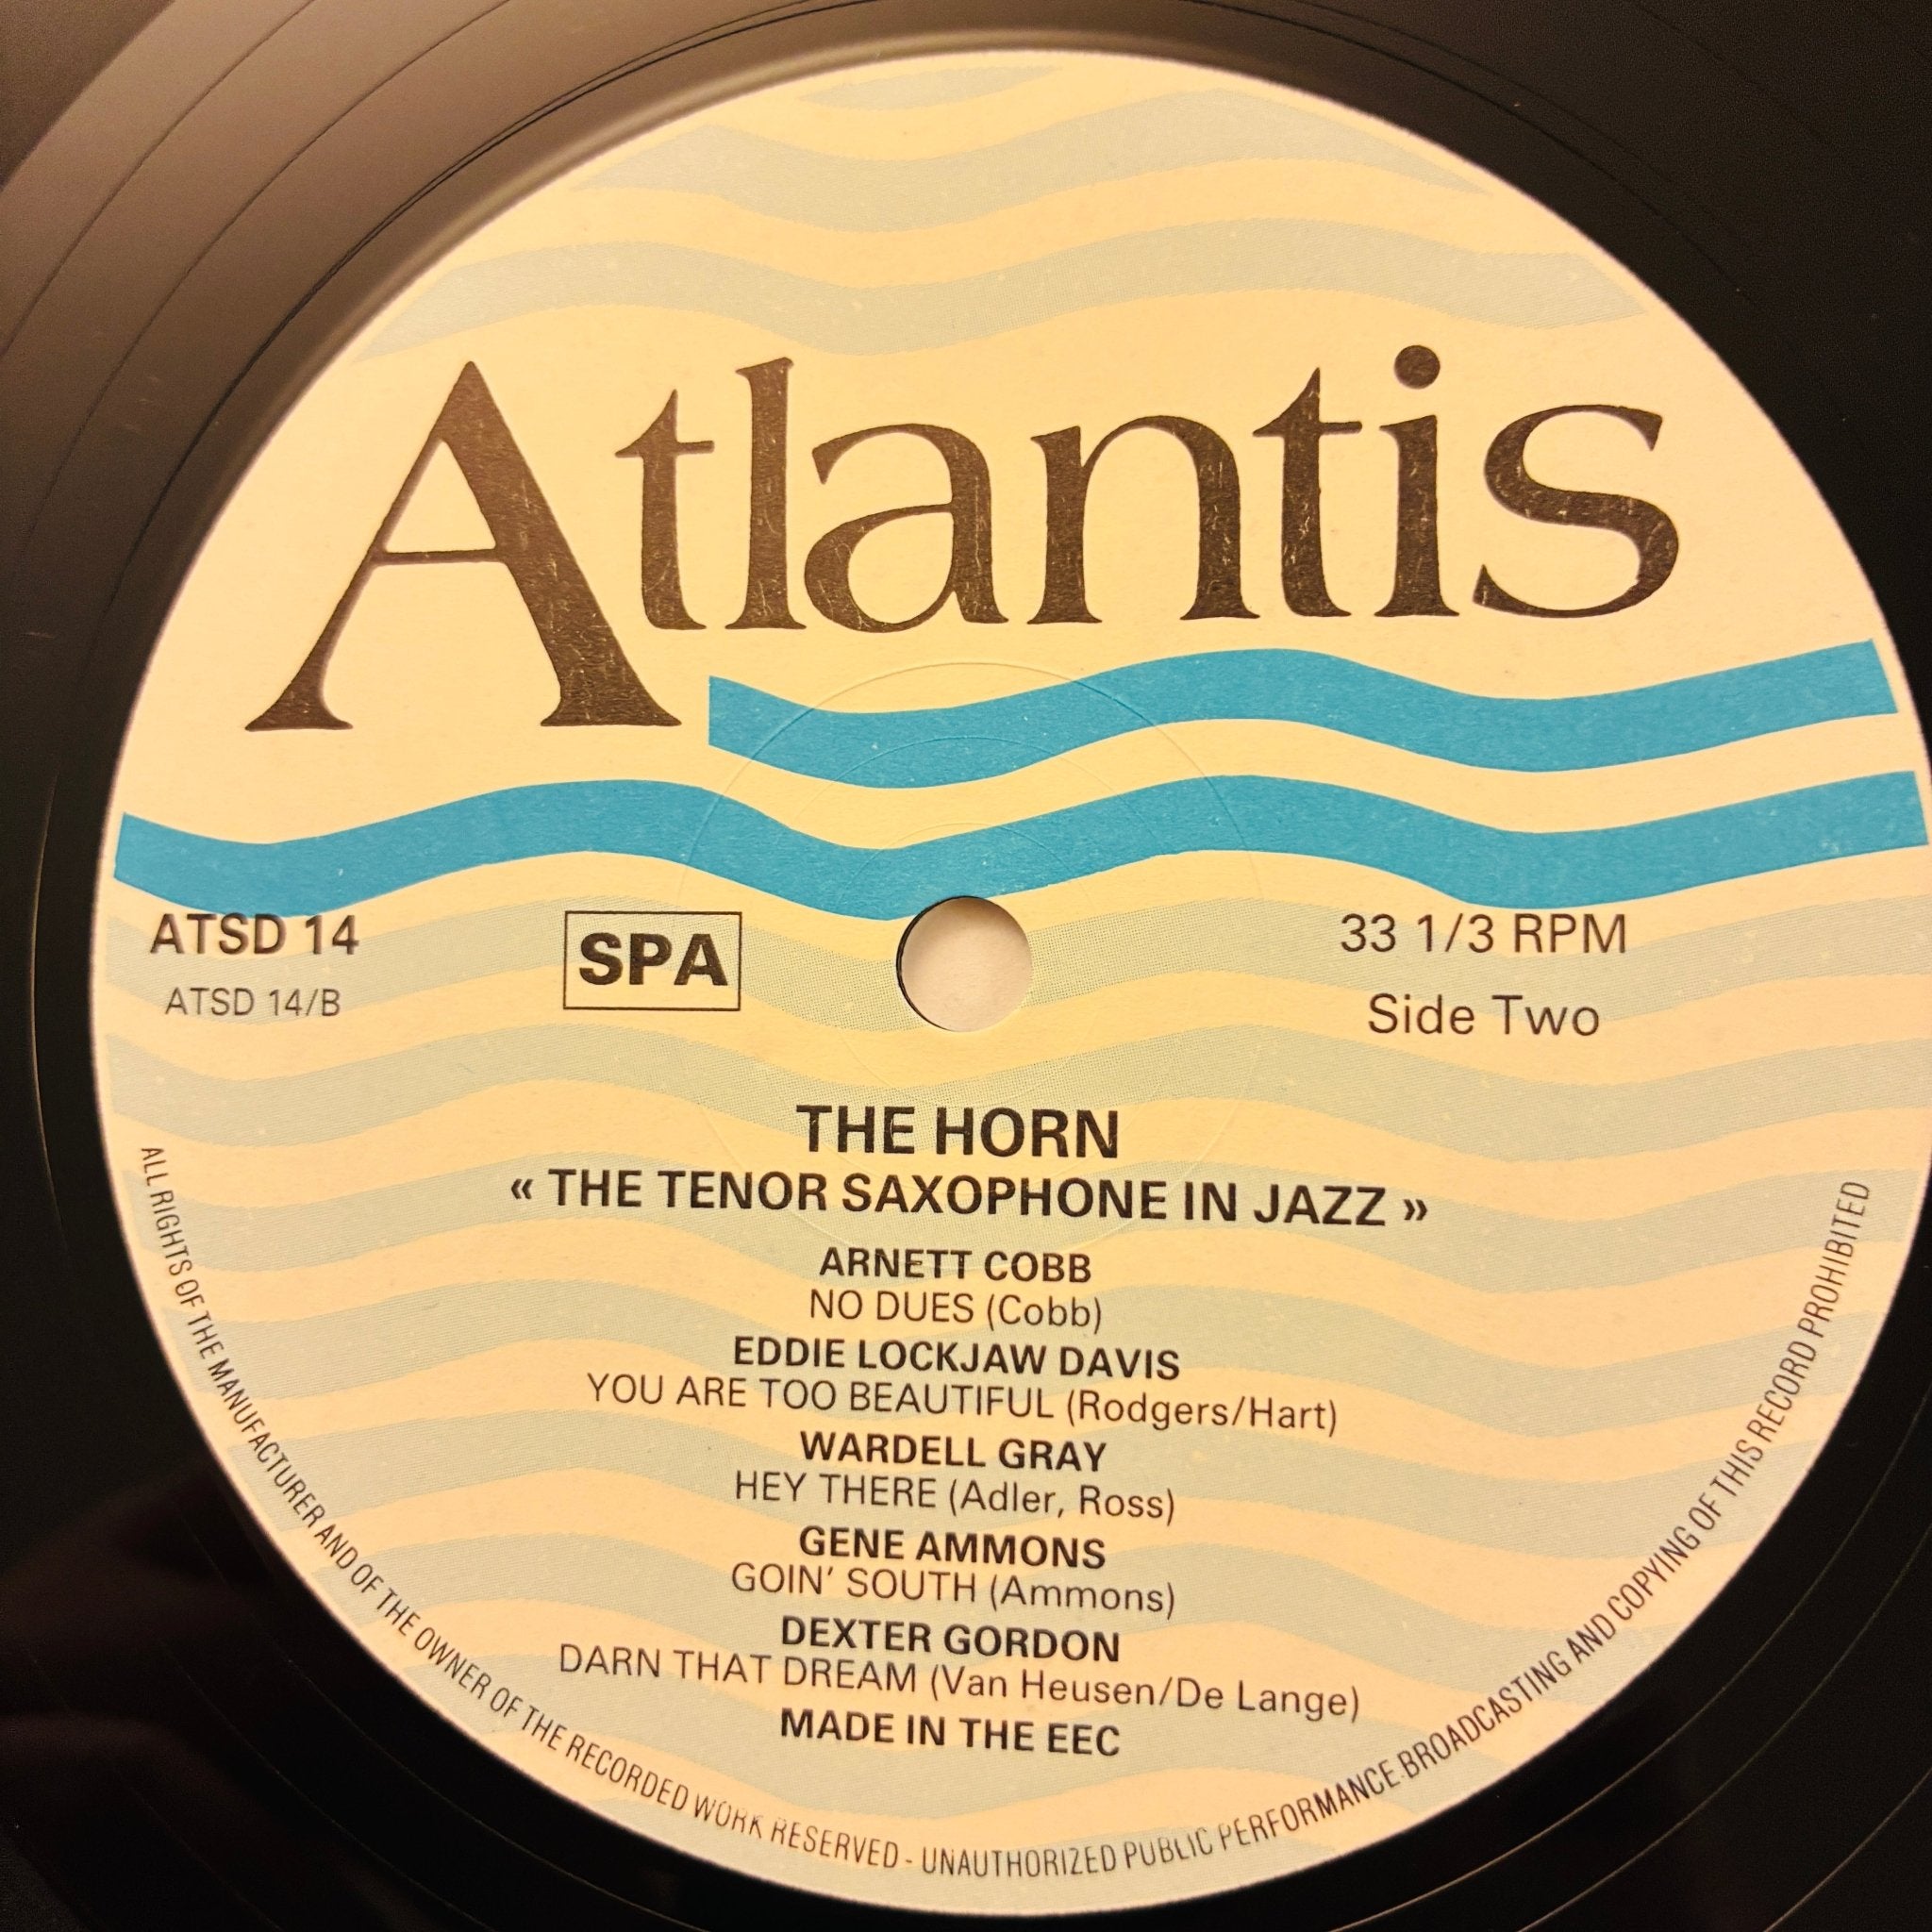 Atlantis
ATSD 14
ATSD 14/B
SPA
33 1/3 RPM
Side Two
THE HORN
« THE TENOR SAXOPHONE IN JAZZ »
ARNETT COBB
NO DUES (Cobb)
EDDIE LOCKJAW DAVIS
YOU ARE TOO BEAUTIFUL (Rodgers/Hart)
WARDELL GRAY
HEY THERE (Adler, Ross)
GENE AMMONS
GOIN' SOUTH (Ammons)
DEXTER GORDON
DARN THAT DREAM (Van Heusen/De Lange)
MADE IN THE EEC
ALL RIGHTS OF THE MANUFACTURER AND OF THE OWNER OF THE RECORDED WORK RESERVED - UNAUTHORIZED PUBLIC PERFORMANCE BROADCASTING AND COPYING OF THIS RECORD PROHIBITED